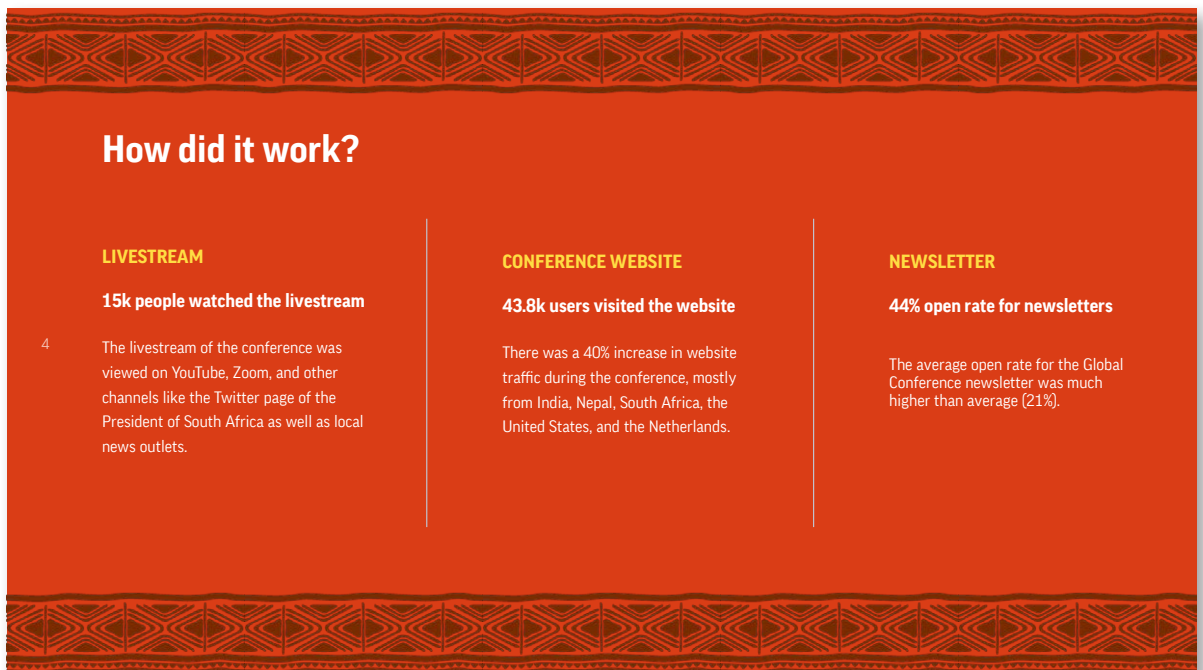 How did it work?
LIVESTREAM
15k people watched the livestream
The livestream of the conference was
viewed on YouTube, Zoom, and other
channels like the Twitter page of the
President of South Africa as well as local
news outlets.
CONFERENCE WEBSITE
43.8k users visited the website
There was a 40% increase in website
traffic during the conference, mostly
from India, Nepal, South Africa, the
United States, and the Netherlands.
NEWSLETTER
44% open rate for newsletters
The average open rate for the Global
Conference newsletter was much
higher than average (21%).
4